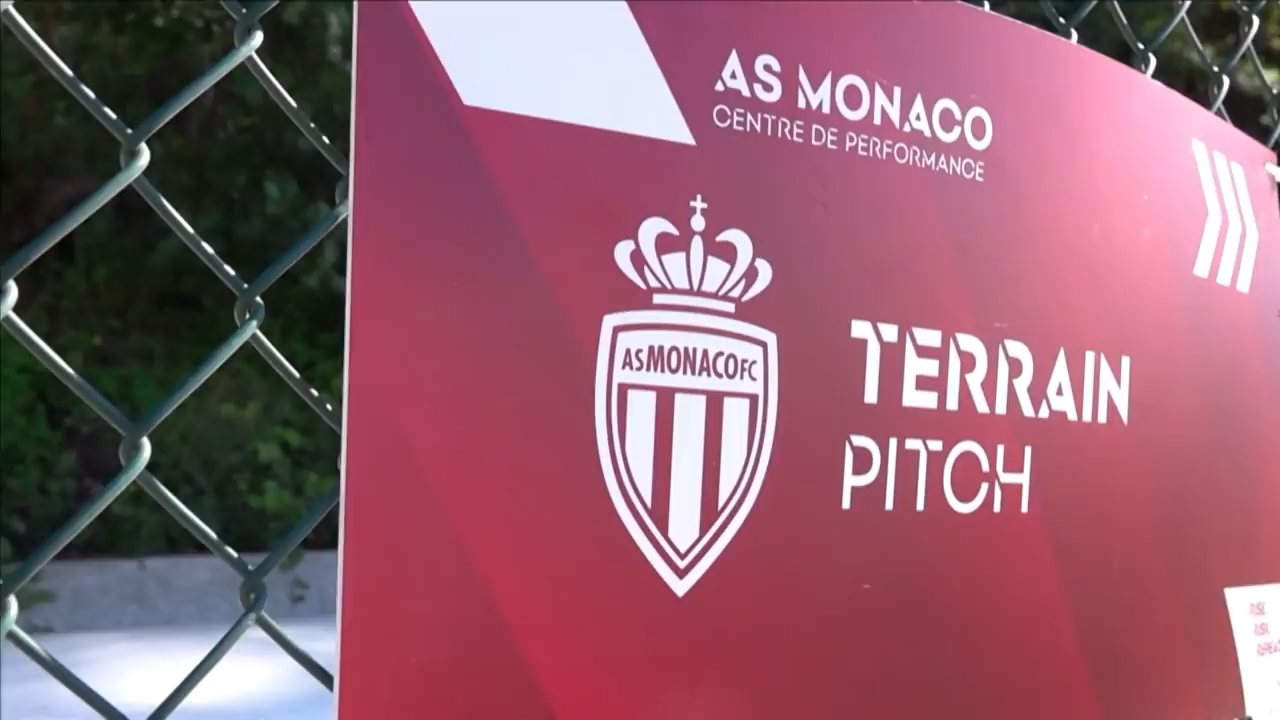 AS MONACO
CENTRE DE PERFORMANCE
ASMONACOFC
TERRAIN
PITCH